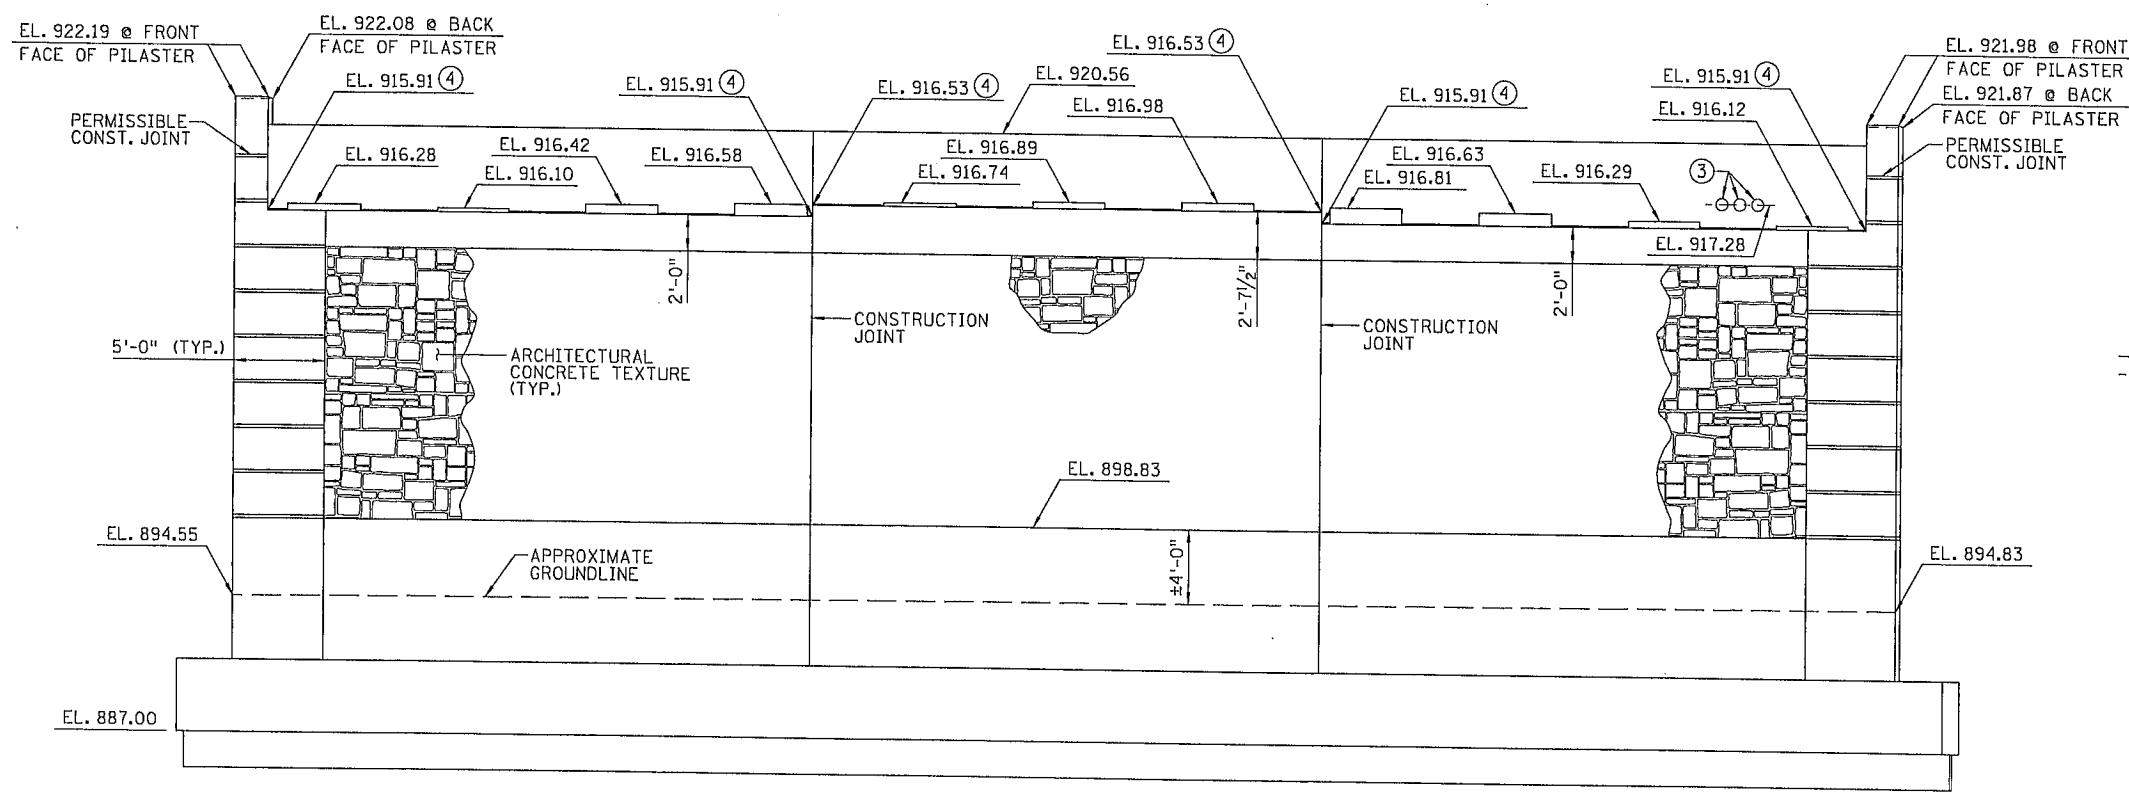 EL. 922.19 @ FRONT
FACE OF PILASTER
EL. 922.08 @ BACK
FACE OF PILASTER
EL. 915.91 ④
EL. 915.91 ④
EL. 916.53 ④
EL. 916.53 ④
EL. 920.56
EL. 916.98
EL. 915.91 ④
EL. 915.91 ④
EL. 916.12
EL. 921.98 @ FRONT
FACE OF PILASTER
EL. 921.87 @ BACK
FACE OF PILASTER
PERMISSIBLE
CONST. JOINT
PERMISSIBLE
CONST. JOINT
EL. 916.28
EL. 916.10
EL. 916.42
EL. 916.58
EL. 916.74
EL. 916.89
EL. 916.63
EL. 916.81
EL. 916.29
③
EL. 917.28
2'-0"
2'-7½"
2'-0"
5'-0" (TYP.)
ARCHITECTURAL
CONCRETE TEXTURE
(TYP.)
CONSTRUCTION
JOINT
CONSTRUCTION
JOINT
EL. 898.83
EL. 894.55
APPROXIMATE
GROUNDLINE
±4'-0"
EL. 894.83
EL. 887.00